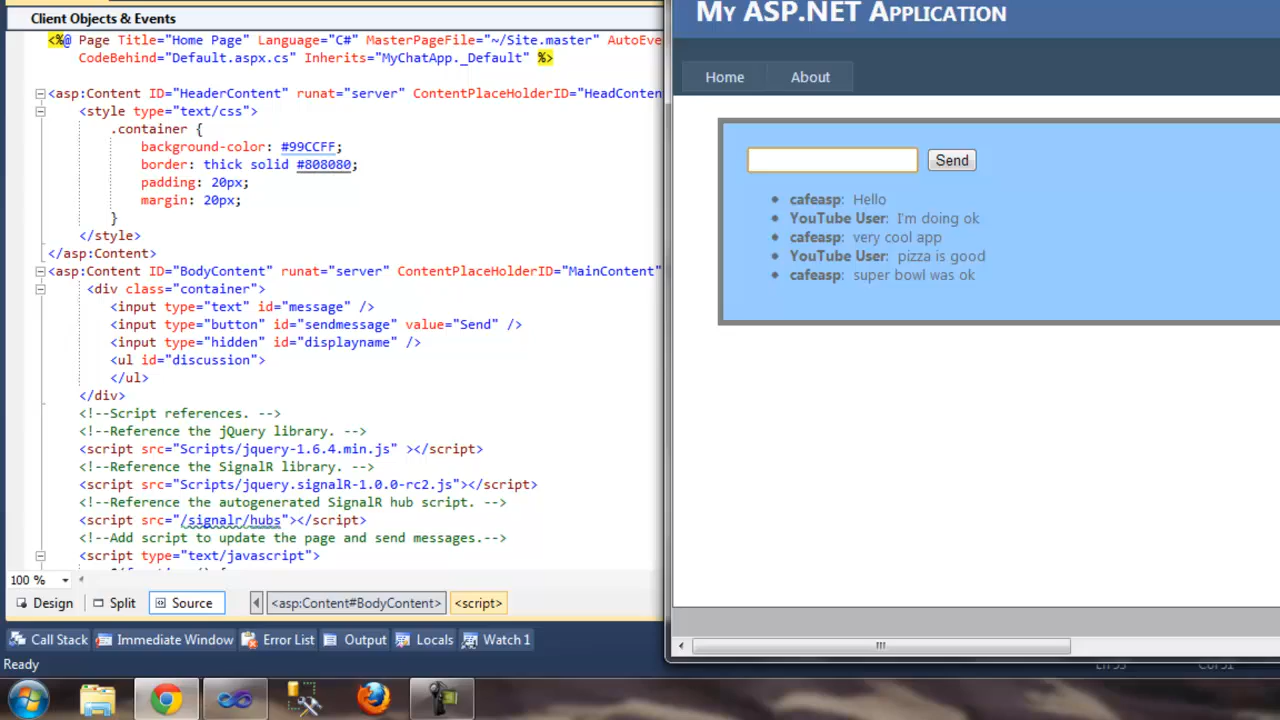 Client Objects & Events
<%@ Page Title="Home Page" Language="C#" MasterPageFile="~/Site.master" AutoEve
CodeBehind="Default.aspx.cs" Inherits="MyChatApp._Default" %>
<asp:Content ID="HeaderContent" runat="server" ContentPlaceHolderID="HeadConten
<style type="text/css">
.container {
background-color: #99CCFF;
border: thick solid #808080;
padding: 20px;
margin: 20px;
}
</style>
</asp:Content>
<asp:Content ID="BodyContent" runat="server" ContentPlaceHolderID="MainContent"
<div class="container">
<input type="text" id="message" />
<input type="button" id="sendmessage" value="Send" />
<input type="hidden" id="displayname" />
<ul id="discussion">
</ul>
</div>
<!--Script references. -->
<!--Reference the jQuery library. -->
<script src="Scripts/jquery-1.6.4.min.js" ></script>
<!--Reference the SignalR library. -->
<script src="Scripts/jquery.signalR-1.0.0-rc2.js"></script>
<!--Reference the autogenerated SignalR hub script. -->
<script src="/signalr/hubs"></script>
<!--Add script to update the page and send messages.-->
<script type="text/javascript">
100 %
Design Split Source <asp:Content#BodyContent> <script>
Call Stack Immediate Window Error List Output Locals Watch 1
Ready
My ASP.NET Application
Home About
Send
cafeasp: Hello
YouTube User: I'm doing ok
cafeasp: very cool app
YouTube User: pizza is good
cafeasp: super bowl was ok